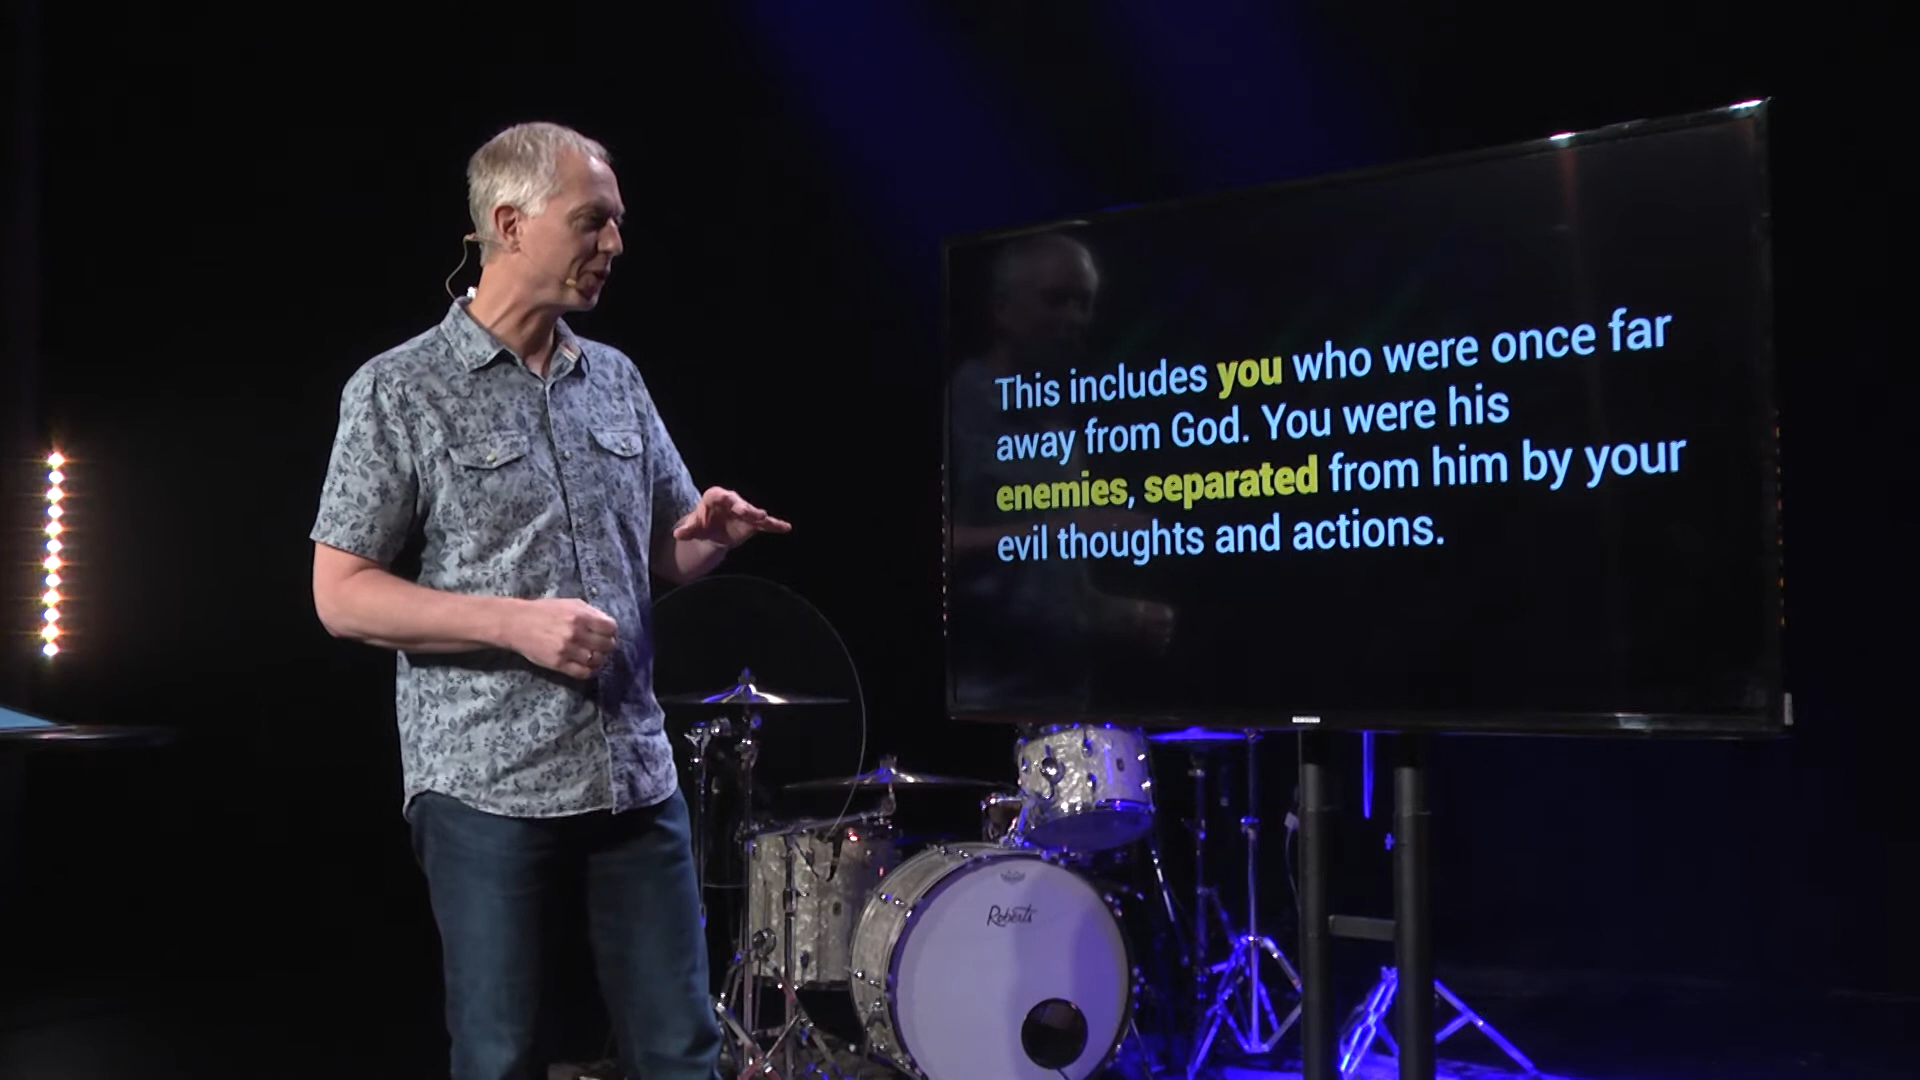 This includes you who were once far
away from God. You were his
enemies, separated from him by your
evil thoughts and actions.
Roberts